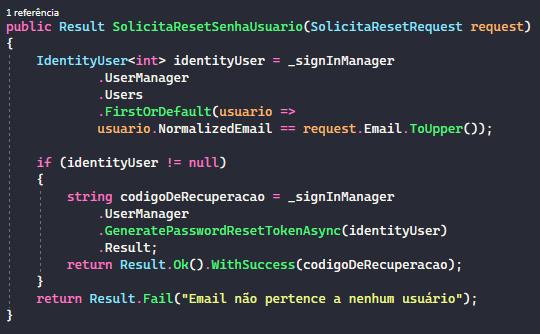 1 referência
public Result SolicitaResetSenhaUsuario(SolicitaResetRequest request)
{
    IdentityUser<int> identityUser = _signInManager
            .UserManager
            .Users
            .FirstOrDefault(usuario =>
            usuario.NormalizedEmail == request.Email.ToUpper());

    if (identityUser != null)
    {
        string codigoDeRecuperacao = _signInManager
            .UserManager
            .GeneratePasswordResetTokenAsync(identityUser)
            .Result;
        return Result.Ok().WithSuccess(codigoDeRecuperacao);
    }
    return Result.Fail("Email não pertence a nenhum usuário");
}